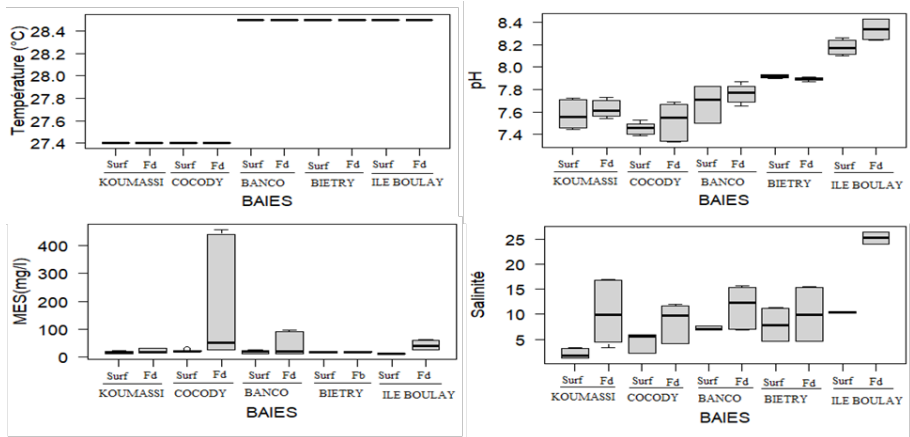 Température (°C)
28.4
28.2
28.0
27.8
27.6
27.4
Surf Fd Surf Fd Surf Fd Surf Fd Surf Fd
KOUMASSI COCODY BANCO BIETRY ILE BOULAY
BAIES
pH
8.4
8.2
8.0
7.8
7.6
7.4
Surf Fd Surf Fd Surf Fd Surf Fd Surf Fd
KOUMASSI COCODY BANCO BIETRY ILE BOULAY
BAIES
MES(mg/l)
400
300
200
100
0
Surf Fd Surf Fd Surf Fd Surf Fb Surf Fd
KOUMASSI COCODY BANCO BIETRY ILE BOULAY
BAIES
Salinité
25
20
15
10
5
Surf Fd Surf Fd Surf Fd Surf Fd Surf Fd
KOUMASSI COCODY BANCO BIETRY ILE BOULAY
BAIES